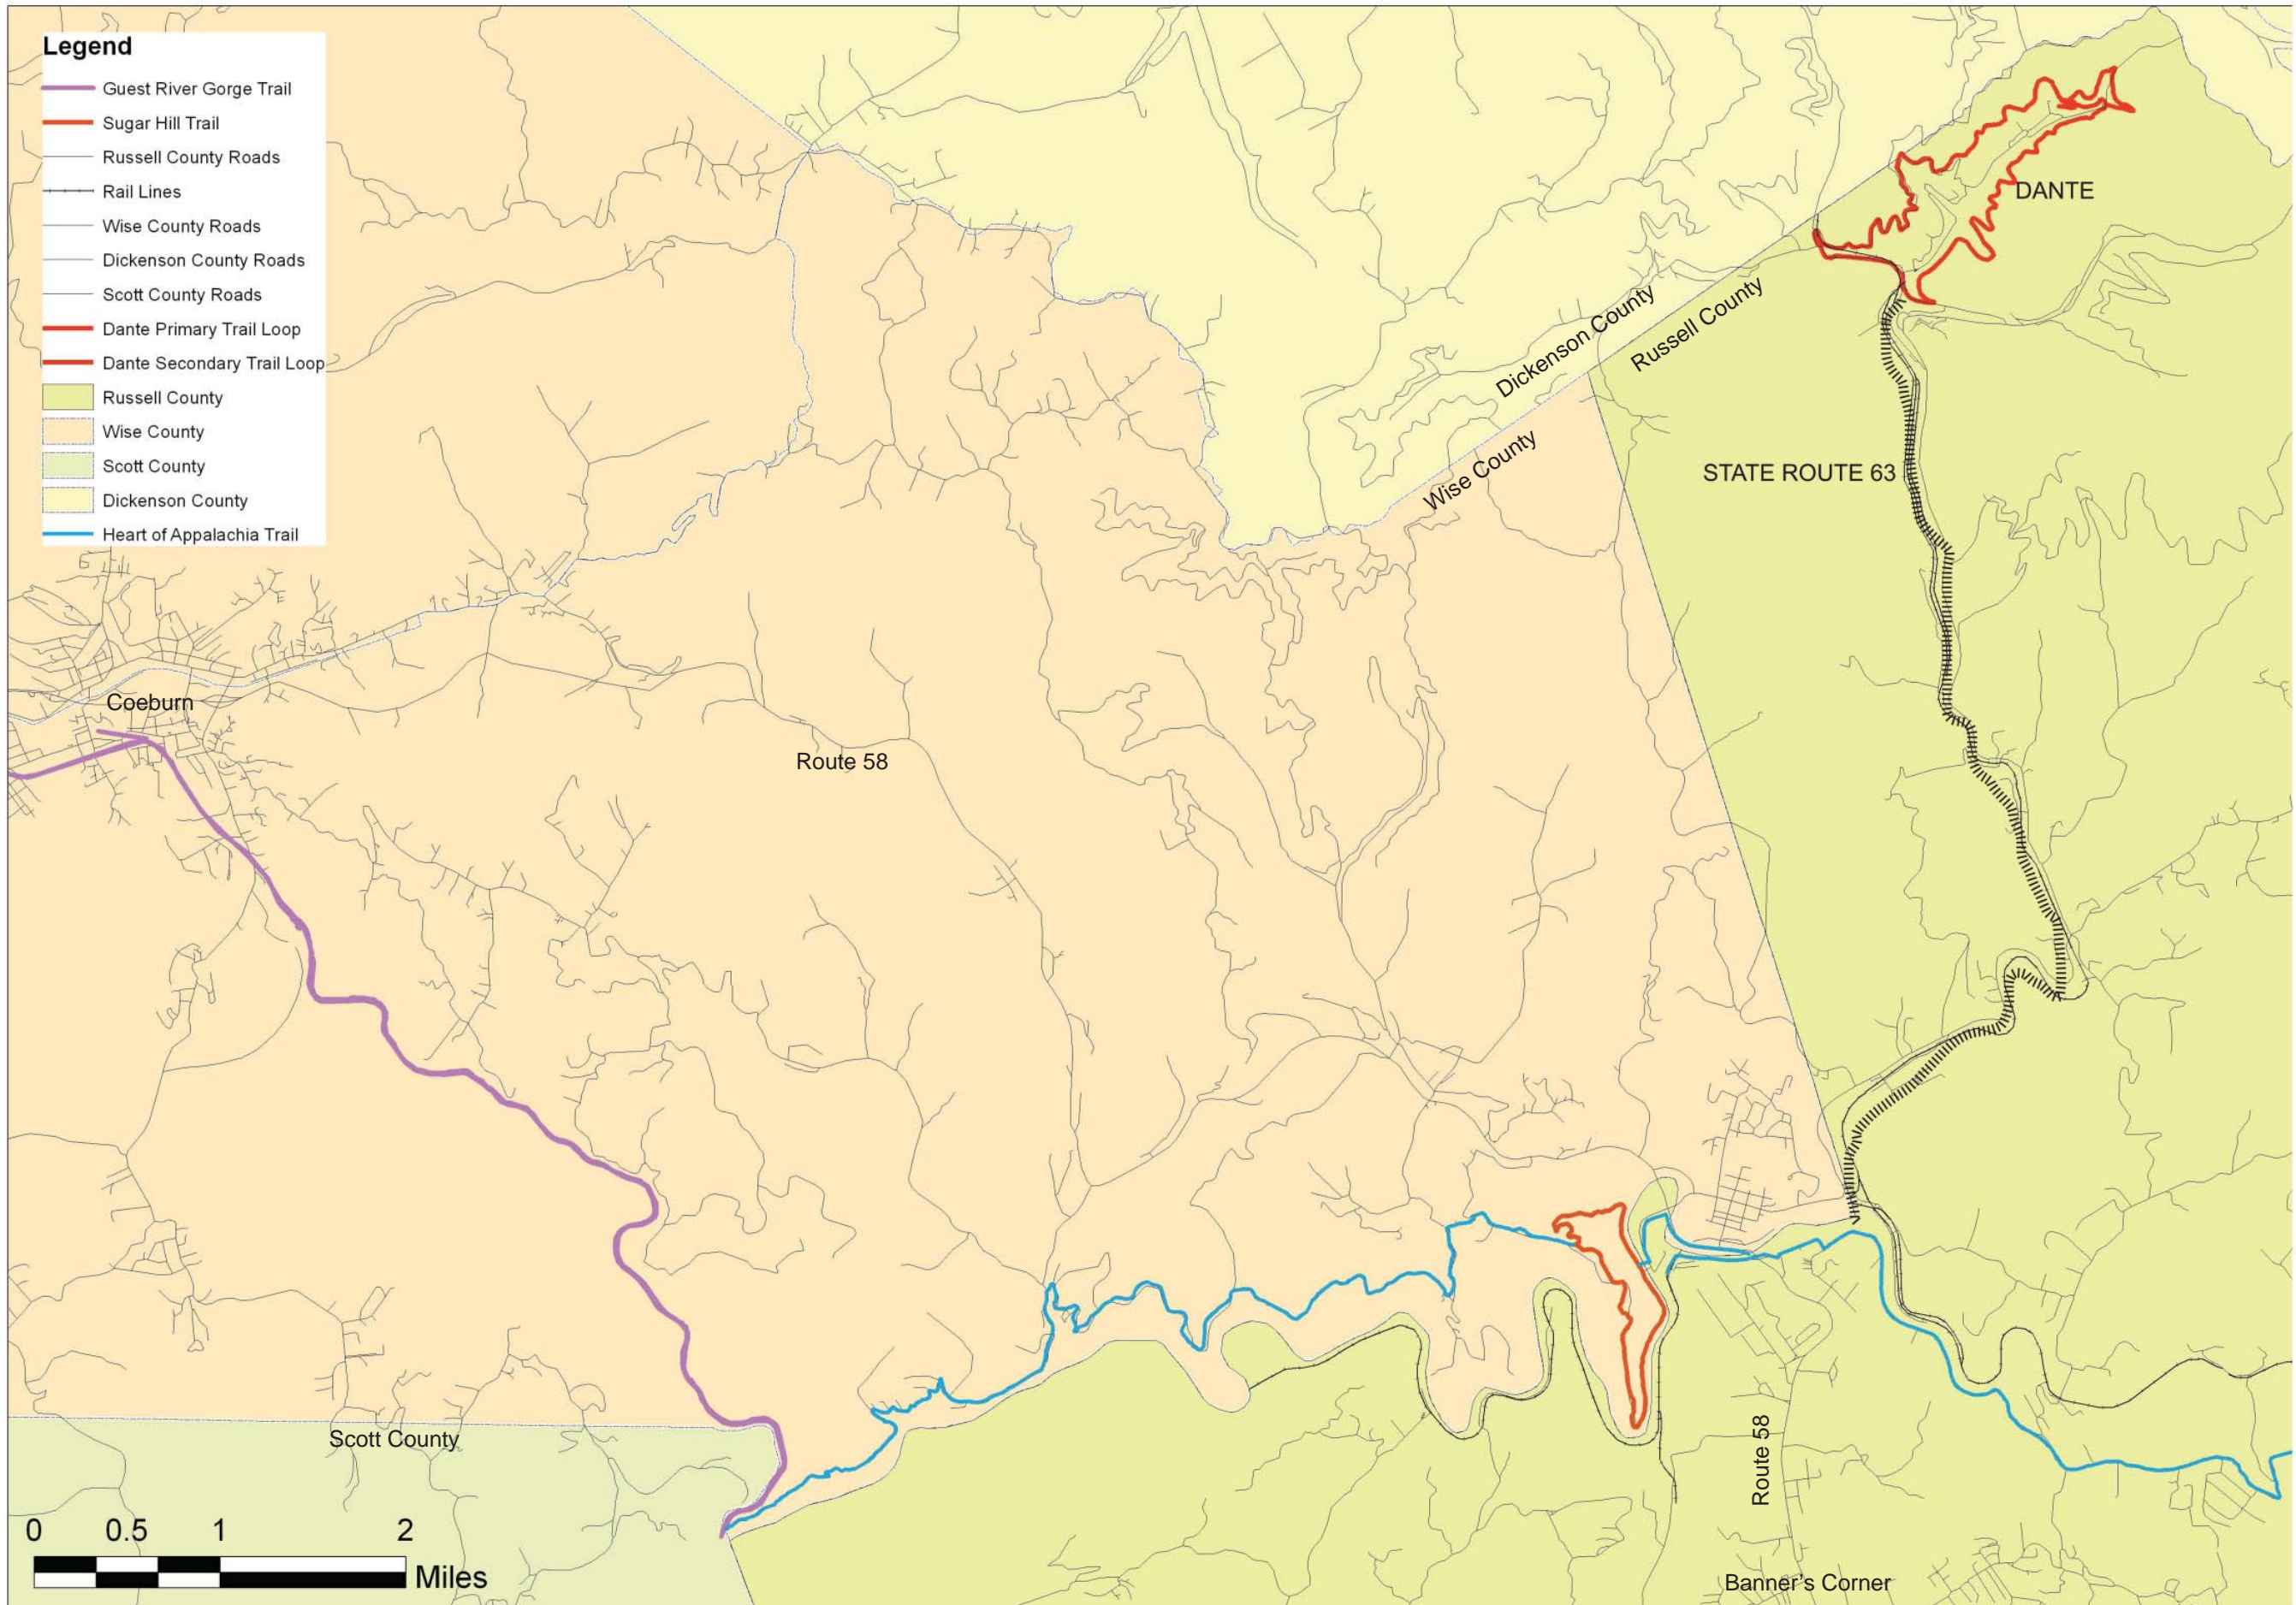 Legend
Guest River Gorge Trail
Sugar Hill Trail
Russell County Roads
Rail Lines
Wise County Roads
Dickenson County Roads
Scott County Roads
Dante Primary Trail Loop
Dante Secondary Trail Loop
Russell County
Wise County
Scott County
Dickenson County
Heart of Appalachia Trail
DANTE
Dickenson County
Russell County
Wise County
STATE ROUTE 63
Coeburn
Route 58
Scott County
Route 58
0 0.5 1 2
Miles
Banner's Corner